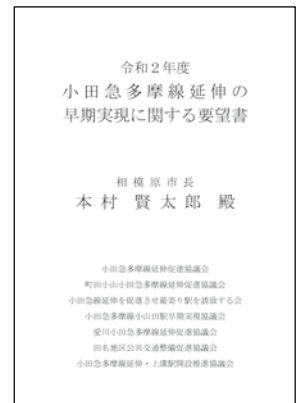 令和２年度
小田急多摩線延伸の
早期実現に関する要望書
相模原市長
本村賢太郎 殿
小田急多摩線延伸促進協議会
町田小山小田急多摩線延伸促進協議会
小田急線延伸を促進させ最寄り駅を誘致する会
小田急多摩線小山田駅早期実現協議会
愛川小田急多摩線延伸促進協議会
田名地区公共交通整備促進協議会
小田急多摩線延伸・上溝駅開設推進協議会